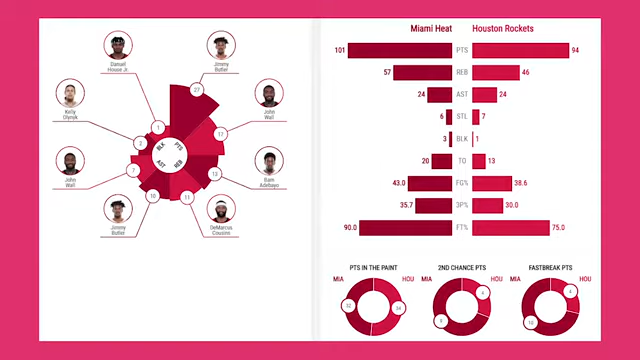 Danuel
House Jr.
Jimmy
Butler
Kelly
Olynyk
John
Wall
27
1
17
2
BLK
PTS
AST
REB
7
13
John
Wall
Bam
Adebayo
10
11
Jimmy
Butler
DeMarcus
Cousins
Miami Heat
Houston Rockets
101 PTS 94
57 REB 46
24 AST 24
6 STL 7
3 BLK 1
20 TO 13
43.0 FG% 38.6
35.7 3P% 30.0
90.0 FT% 75.0
PTS IN THE PAINT
MIA HOU
32 34
2ND CHANCE PTS
MIA HOU
9 4
FASTBREAK PTS
MIA HOU
10 4